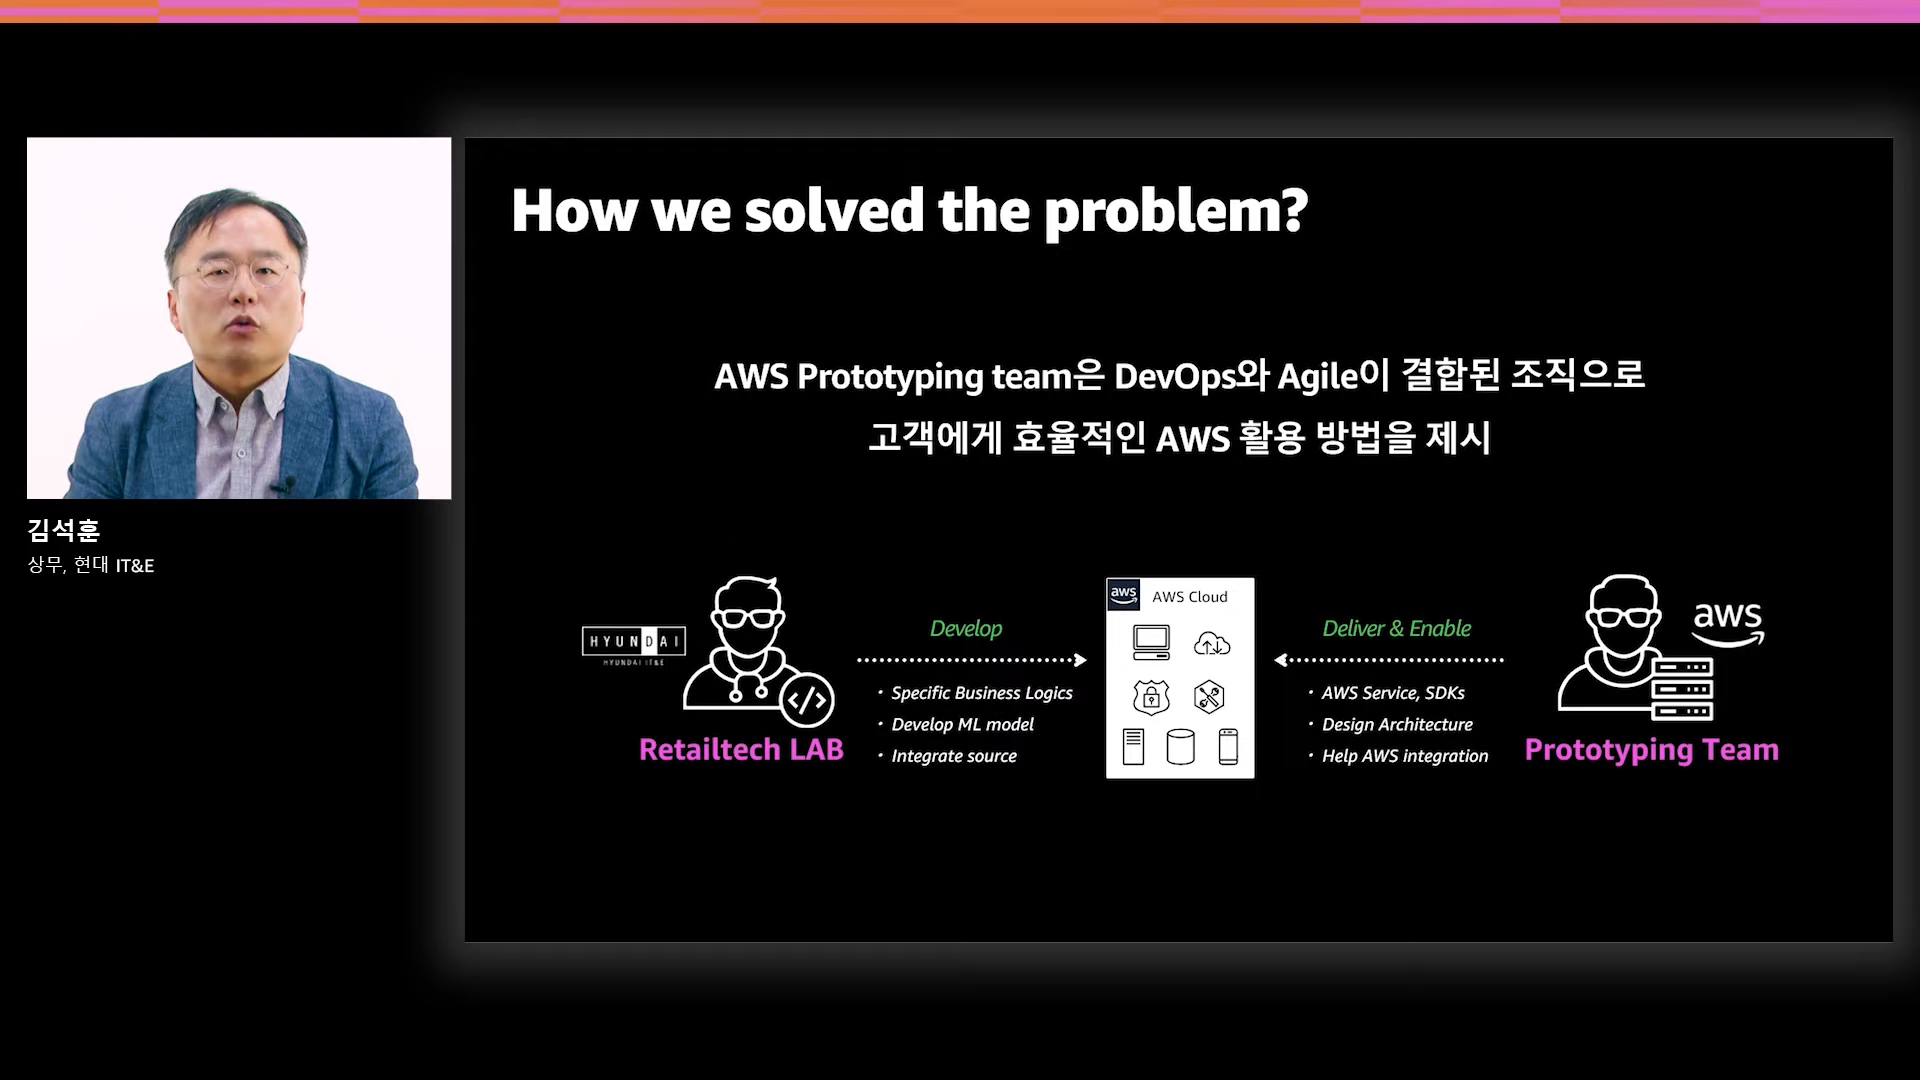 How we solved the problem?
AWS Prototyping team은 DevOps와 Agile이 결합된 조직으로
고객에게 효율적인 AWS 활용 방법을 제시
김석훈
상무, 현대 IT&E
HYUNDAI
HYUNDAI IT&E
Retailtech LAB
Develop
· Specific Business Logics
· Develop ML model
· Integrate source
aws
AWS Cloud
Deliver & Enable
· AWS Service, SDKs
· Design Architecture
· Help AWS integration
aws
Prototyping Team